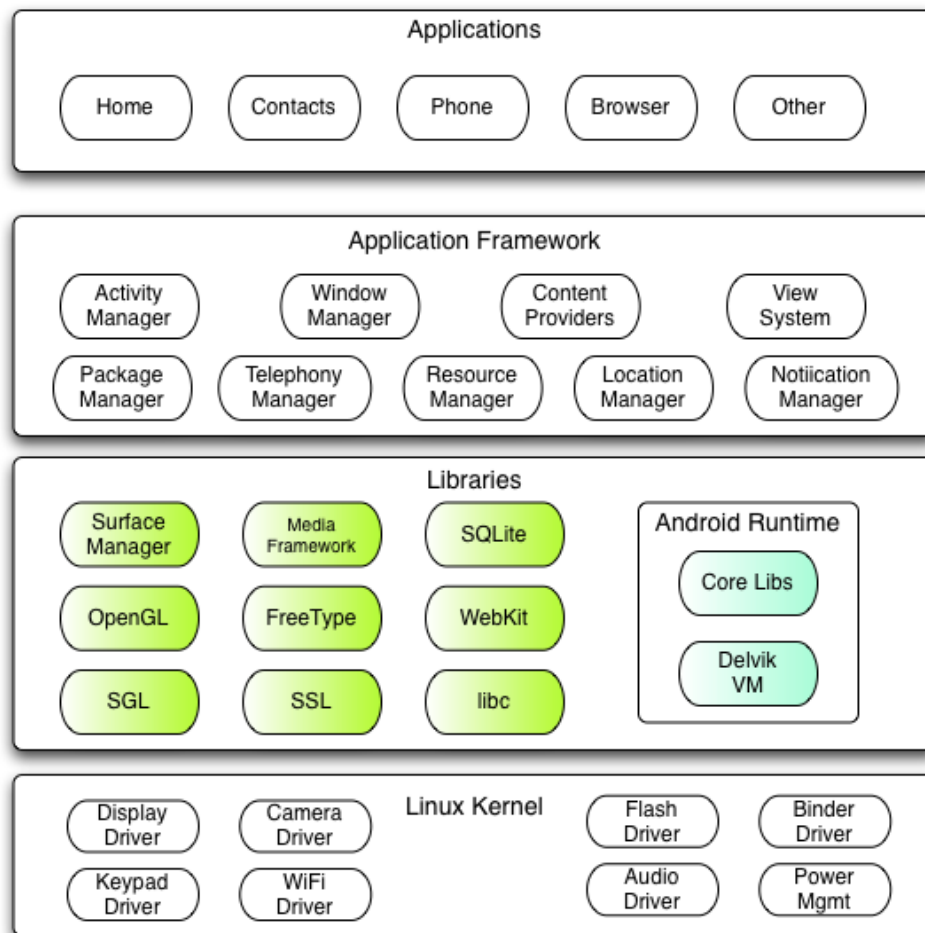 Applications
Home
Contacts
Phone
Browser
Other
Application Framework
Activity
Manager
Window
Manager
Content
Providers
View
System
Package
Manager
Telephony
Manager
Resource
Manager
Location
Manager
Notiication
Manager
Libraries
Surface
Manager
Media
Framework
SQLite
OpenGL
FreeType
WebKit
SGL
SSL
libc
Android Runtime
Core Libs
Delvik
VM
Linux Kernel
Display
Driver
Camera
Driver
Flash
Driver
Binder
Driver
Keypad
Driver
WiFi
Driver
Audio
Driver
Power
Mgmt